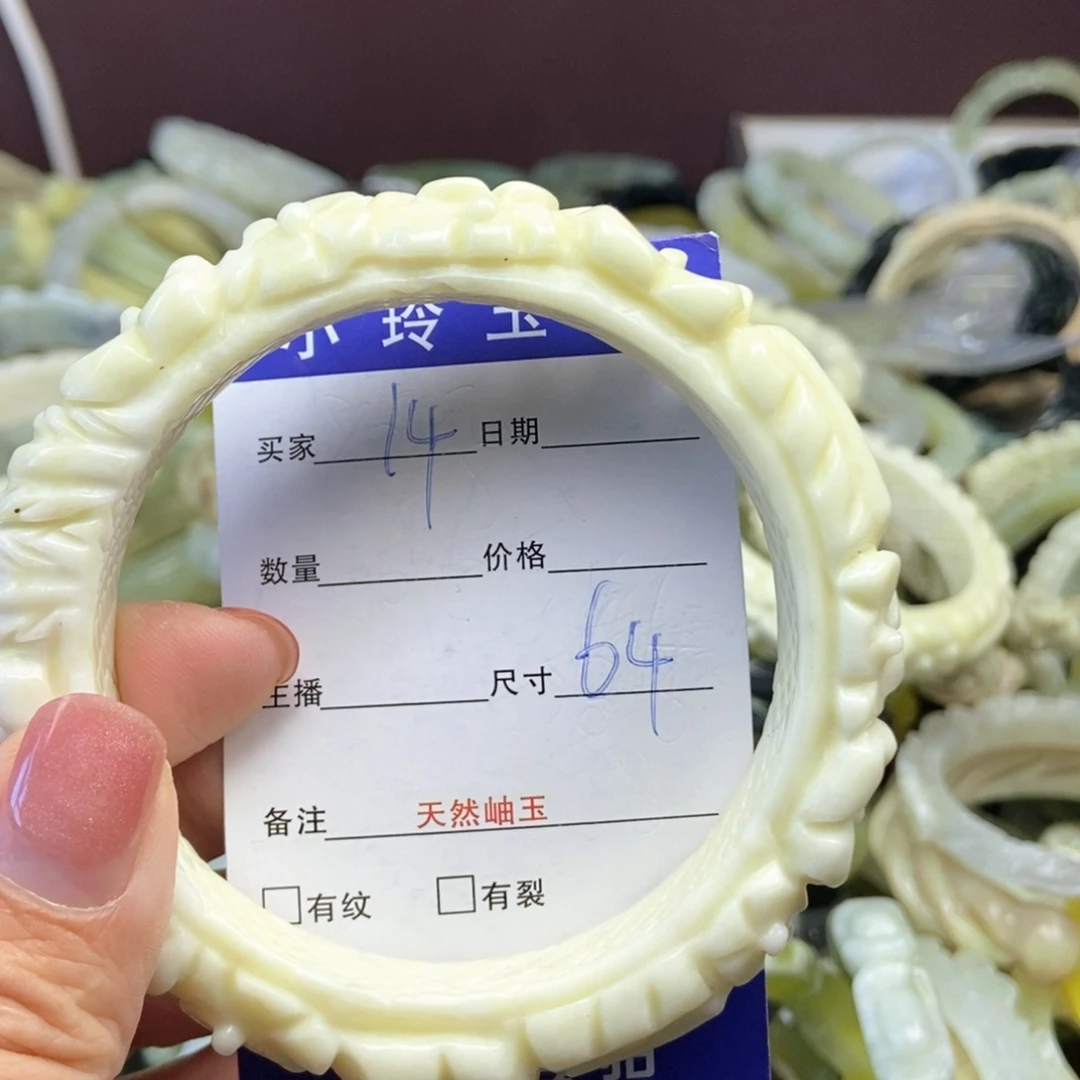 小玲玉
买家 14 日期
数量 价格
主播 尺寸 64
备注 天然岫玉
有纹 有裂